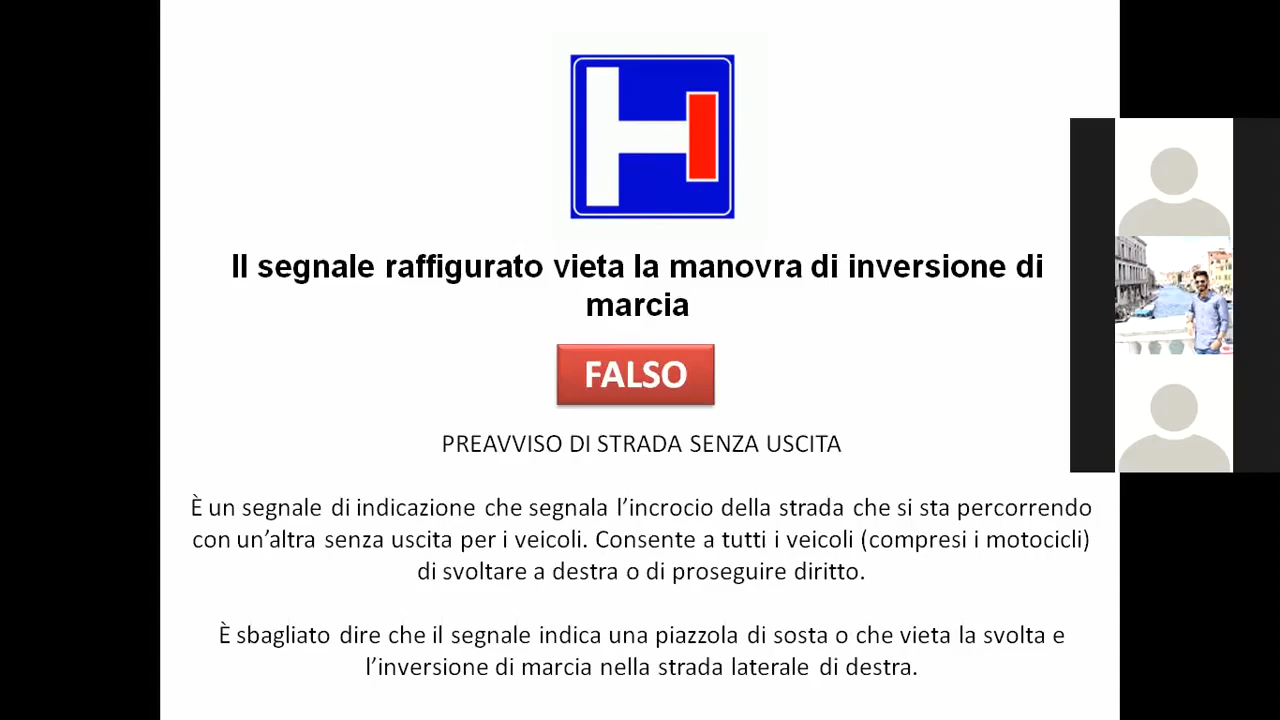 Il segnale raffigurato vieta la manovra di inversione di
marcia
FALSO
PREAVVISO DI STRADA SENZA USCITA
È un segnale di indicazione che segnala l’incrocio della strada che si sta percorrendo
con un’altra senza uscita per i veicoli. Consente a tutti i veicoli (compresi i motocicli)
di svoltare a destra o di proseguire diritto.
È sbagliato dire che il segnale indica una piazzola di sosta o che vieta la svolta e
l’inversione di marcia nella strada laterale di destra.